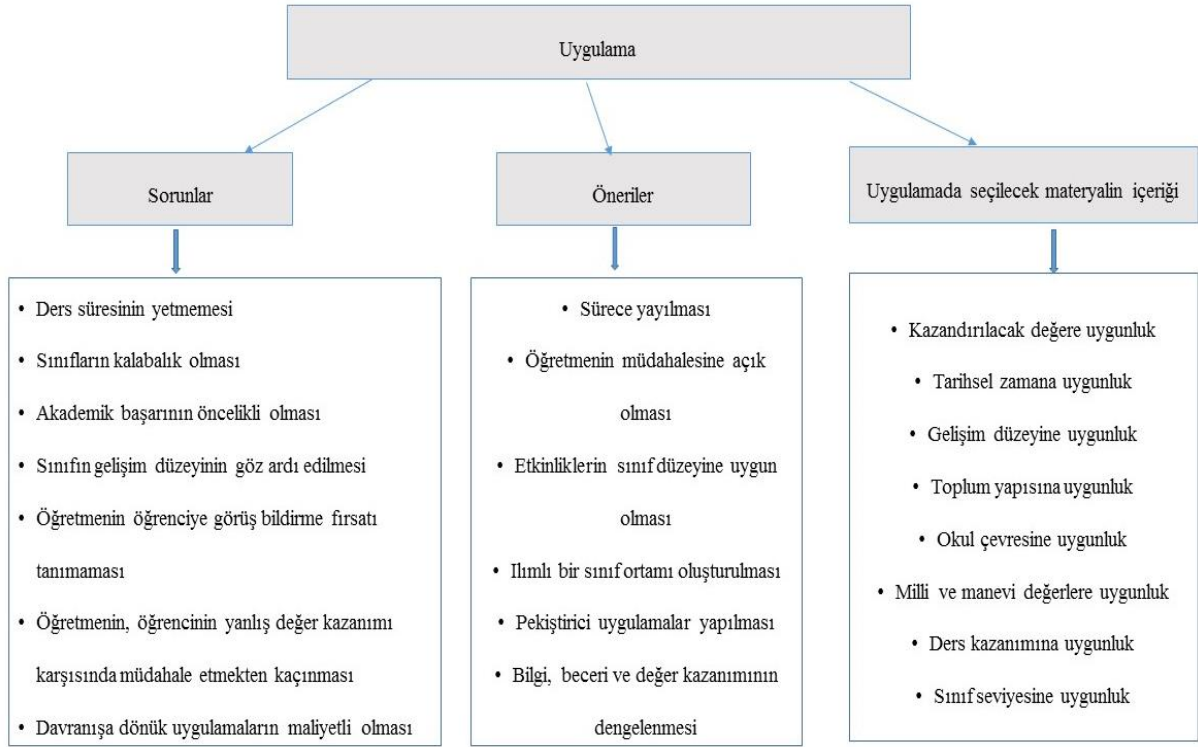 Uygulama
Sorunlar
Öneriler
Uygulamada seçilecek materyalin içeriği
• Ders süresinin yetmemesi
• Sınıfların kalabalık olması
• Akademik başarının öncelikli olması
• Sınıfın gelişim düzeyinin göz ardı edilmesi
• Öğretmenin öğrenciye görüş bildirme fırsatı
tanımaması
• Öğretmenin, öğrencinin yanlış değer kazanımı
karşısında müdahale etmekten kaçınması
• Davranışa dönük uygulamaların maliyetli olması
• Sürece yayılması
• Öğretmenin müdahalesine açık
olması
• Etkinliklerin sınıf düzeyine uygun
olması
• Ilımlı bir sınıf ortamı oluşturulması
• Pekiştirici uygulamalar yapılması
• Bilgi, beceri ve değer kazanımının
dengelenmesi
• Kazandırılacak değere uygunluk
• Tarihsel zamana uygunluk
• Gelişim düzeyine uygunluk
• Toplum yapısına uygunluk
• Okul çevresine uygunluk
• Milli ve manevi değerlere uygunluk
• Ders kazanımına uygunluk
• Sınıf seviyesine uygunluk